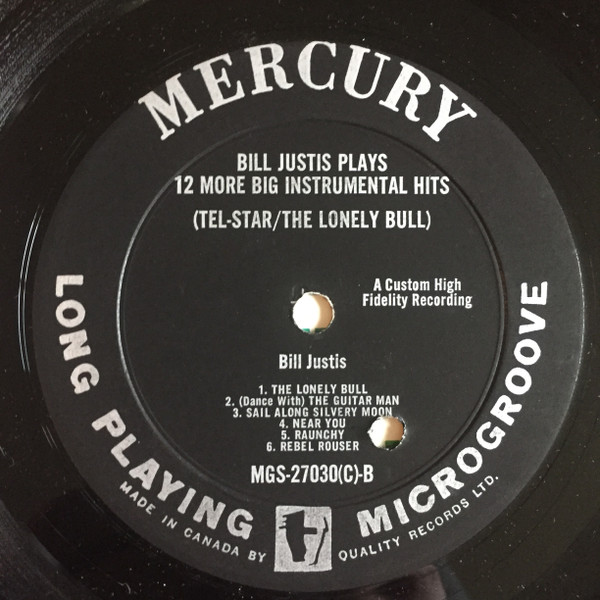 MERCURY
BILL JUSTIS PLAYS
12 MORE BIG INSTRUMENTAL HITS
(TEL-STAR/THE LONELY BULL)
A Custom High
Fidelity Recording
Bill Justis
1. THE LONELY BULL
2. (Dance With) THE GUITAR MAN
3. SAIL ALONG SILVERY MOON
4. NEAR YOU
5. RAUNCHY
6. REBEL ROUSER
MGS-27030(C)-B
LONG PLAYING MICROGROOVE
MADE IN CANADA BY QUALITY RECORDS LTD.